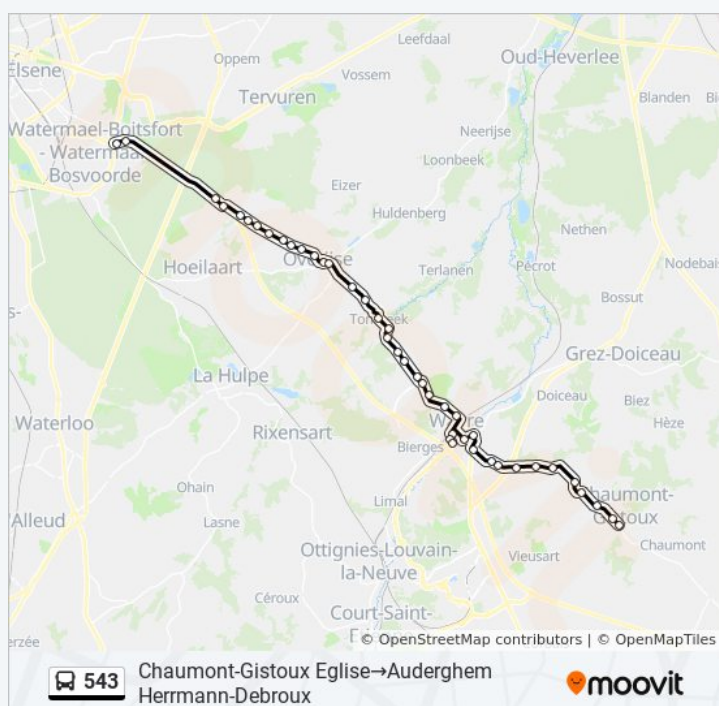 Leefdaal
Oud-Heverlee
Elsene
Oppem
Vossem
Blanden
Tervuren
Watermael-Boitsfort
- Watermaal-
Bosvoorde
Neerijse
Loonbeek
Eizer
Nethen
Huldenberg
Hoeilaart
Overijse
Terlanen
Pécrot
Nodebais
Bossut
Tombeek
La Hulpe
Grez-Doiceau
Doiceau
Biez
Hèze
Waterloo
Rixensart
Wavre
Bierges
Ohain
Limal
Chaumont-
Gistoux
'Alleud
Lasne
Chaumont
Ottignies-Louvain-
la-Neuve
Vieusart
Céroux
Court-Saint-
erzée
© OpenStreetMap contributors | © OpenMapTiles
543
Chaumont-Gistoux Eglise→Auderghem
Herrmann-Debroux
moovit